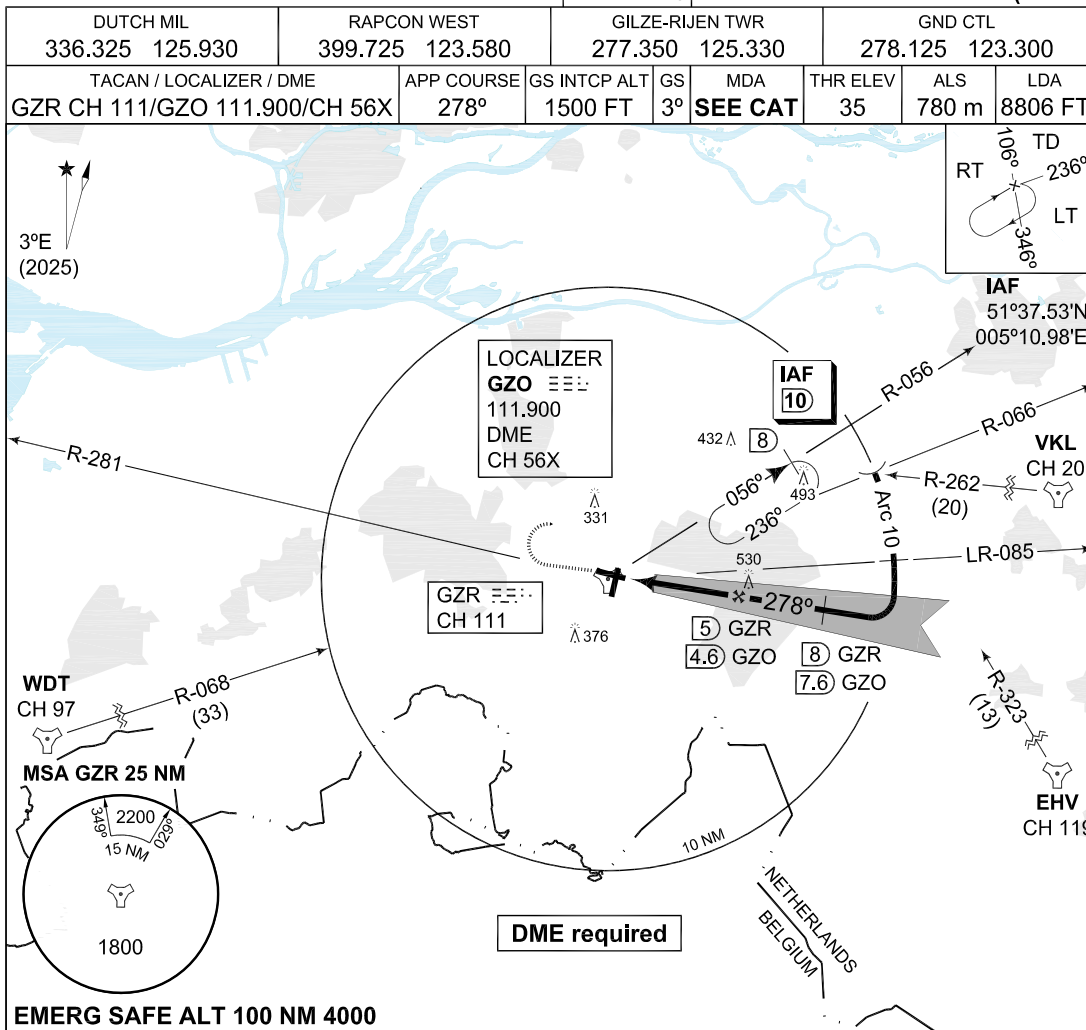 DUTCH MIL
336.325 125.930
RAPCON WEST
399.725 123.580
GILZE-RIJEN TWR
277.350 125.330
GND CTL
278.125 123.300
TACAN / LOCALIZER / DME
GZR CH 111/GZO 111.900/CH 56X
APP COURSE
278º
GS INTCP ALT
1500 FT
GS
3º
MDA
SEE CAT
THR ELEV
35
ALS
780 m
LDA
8806 FT
3ºE
(2025)
TD
106º
236º
RT
LT
346º
IAF
51º37.53'N
005º10.98'E
LOCALIZER
GZO
111.900
DME
CH 56X
IAF
10
R-056
R-066
432
8
VKL
CH 20
R-281
R-262
(20)
056º
493
236º
Arc 10
331
LR-085
530
GZR
CH 111
278º
376
5 GZR
4.6 GZO
8 GZR
7.6 GZO
WDT
CH 97
R-068
(33)
R-323
(13)
MSA GZR 25 NM
EHV
CH 119
349º
2200
029º
15 NM
10 NM
1800
NETHERLANDS
BELGIUM
DME required
EMERG SAFE ALT 100 NM 4000